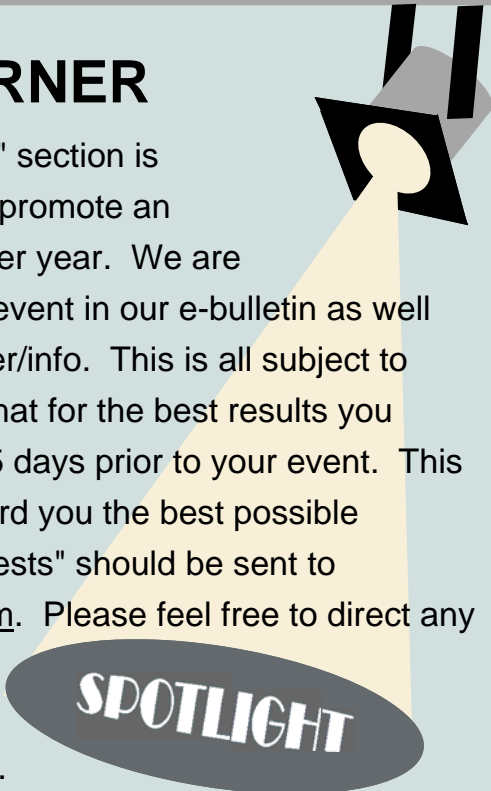 RNER
" section is
promote an
er year. We are
event in our e-bulletin as well
er/info. This is all subject to
hat for the best results you
5 days prior to your event. This
rd you the best possible
ests" should be sent to
m. Please feel free to direct any
SPOTLIGHT
.